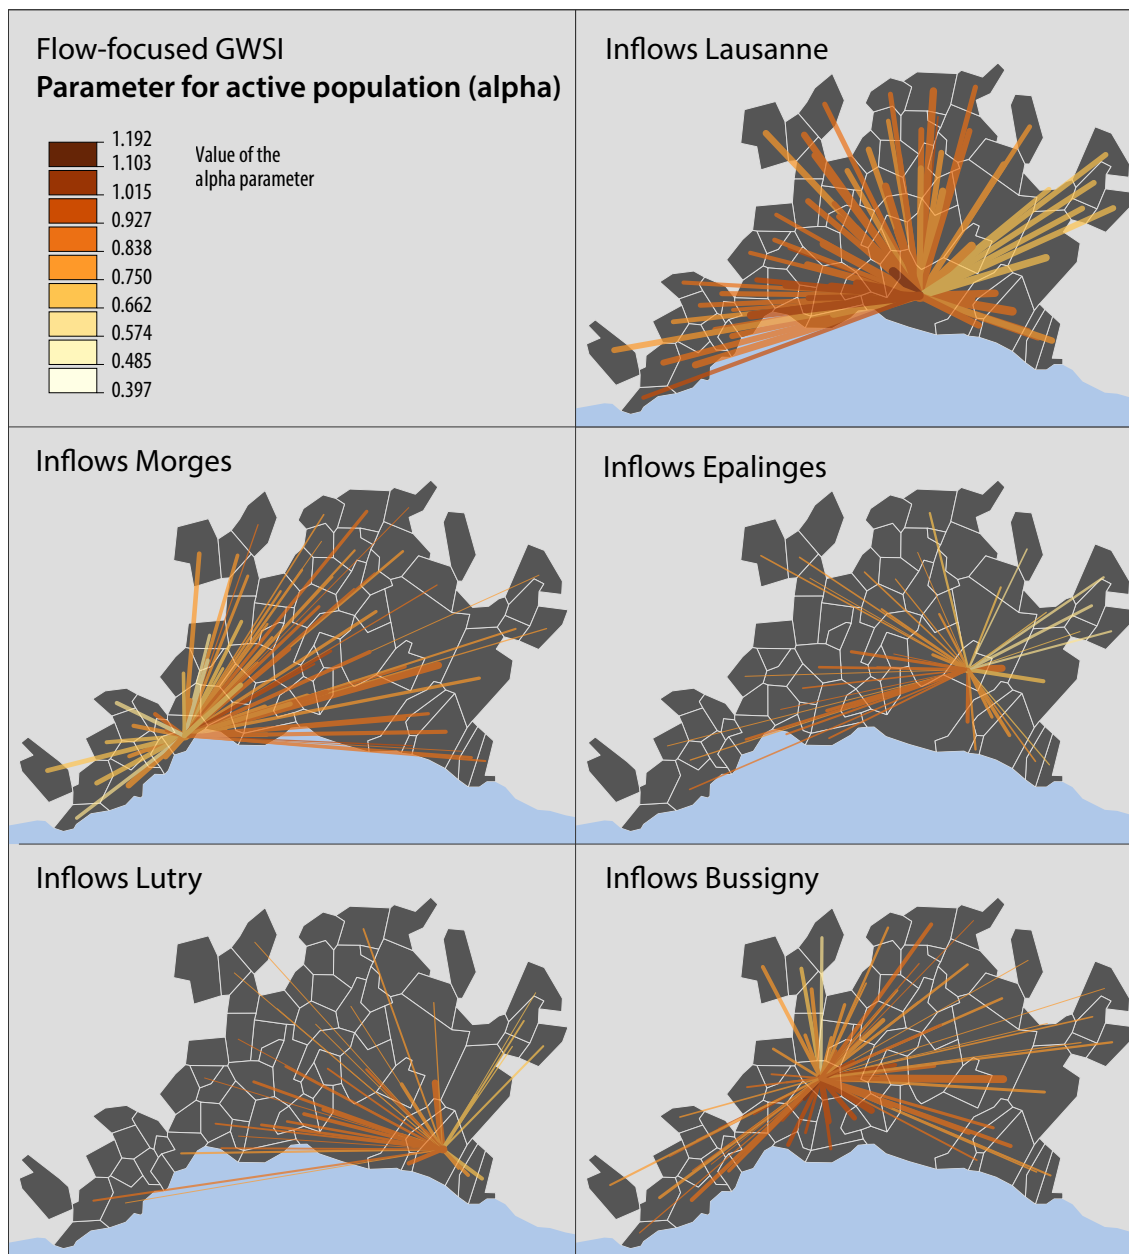 Flow-focused GWSI
Parameter for active population (alpha)
1.192
1.103
1.015
0.927
0.838
0.750
0.662
0.574
0.485
0.397
Value of the
alpha parameter
Inflows Lausanne
Inflows Morges
Inflows Epalinges
Inflows Lutry
Inflows Bussigny